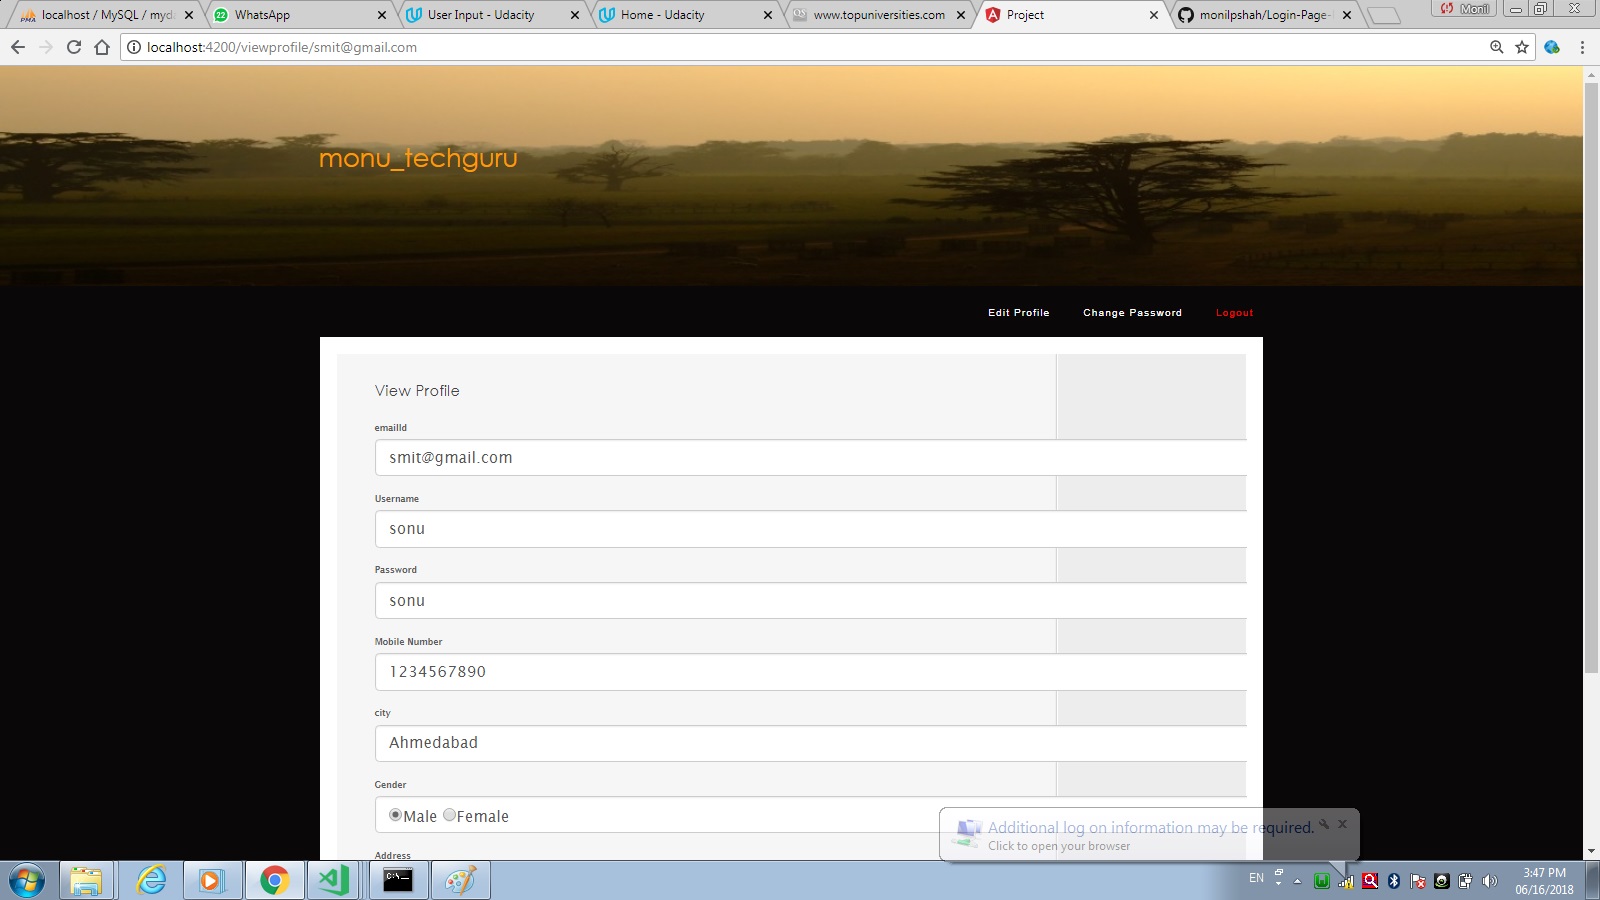 localhost / MySQL / myda
WhatsApp
User Input - Udacity
Home - Udacity
www.topuniversities.com
Project
monilpshah/Login-Page-
Monil
localhost:4200/viewprofile/smit@gmail.com
monu_techguru
Edit Profile Change Password Logout
View Profile
emailId
smit@gmail.com
Username
sonu
Password
sonu
Mobile Number
1234567890
city
Ahmedabad
Gender
Male Female
Address
Additional log on information may be required.
Click to open your browser
EN
3:47 PM
06/16/2018